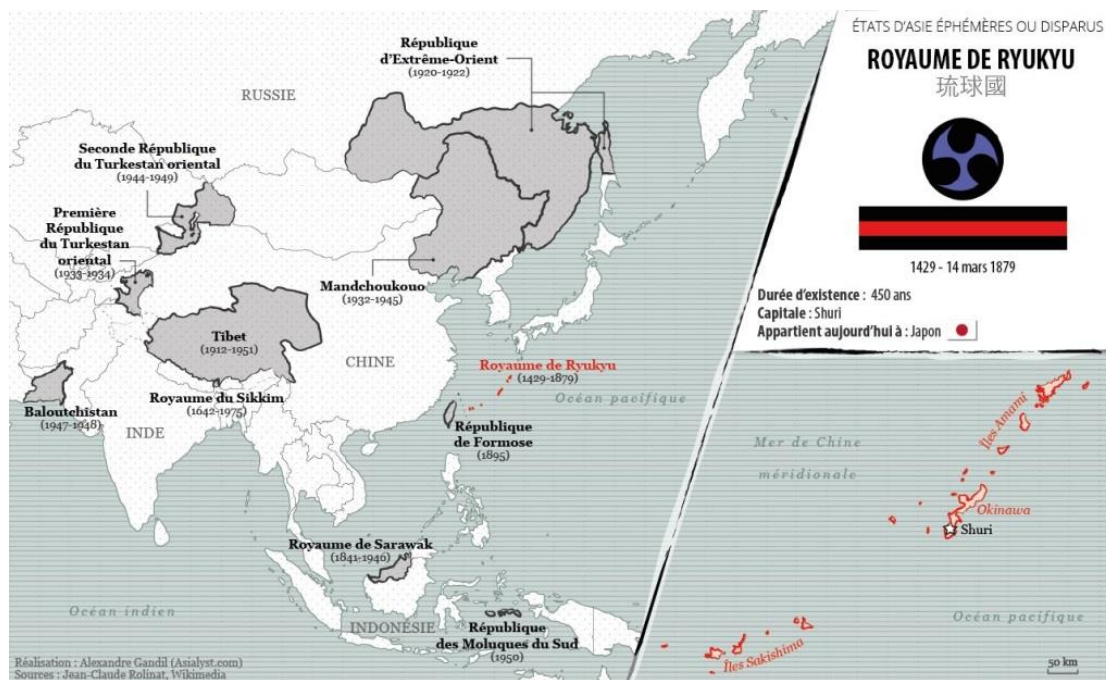 République
d'Extrême-Orient
(1920-1922)
RUSSIE
Seconde République
du Turkestan oriental
(1944-1949)
Première
République
du Turkestan
oriental
(1933-1934)
Mandchoukouo
(1932-1945)
Tibet
(1912-1951)
CHINE
Royaume de Ryukyu
(1429-1879)
Océan pacifique
Baloutchistan
(1947-1948)
Royaume du Sikkim
(1642-1975)
INDE
République
de Formose
(1895)
Royaume de Sarawak
(1841-1946)
Océan indien
INDONÉSIE
République
des Moluques du Sud
(1950)
Réalisation : Alexandre Gandil (Asialyst.com)
Sources : Jean-Claude Rolinat, Wikimedia
ÉTATS D'ASIE ÉPHÉMÈRES OU DISPARUS
ROYAUME DE RYUKYU
琉球國
1429 - 14 mars 1879
Durée d'existence : 450 ans
Capitale : Shuri
Appartient aujourd'hui à : Japon
Îles Amami
Mer de Chine
méridionale
Okinawa
Shuri
Océan pacifique
Îles Sakishima
50 km